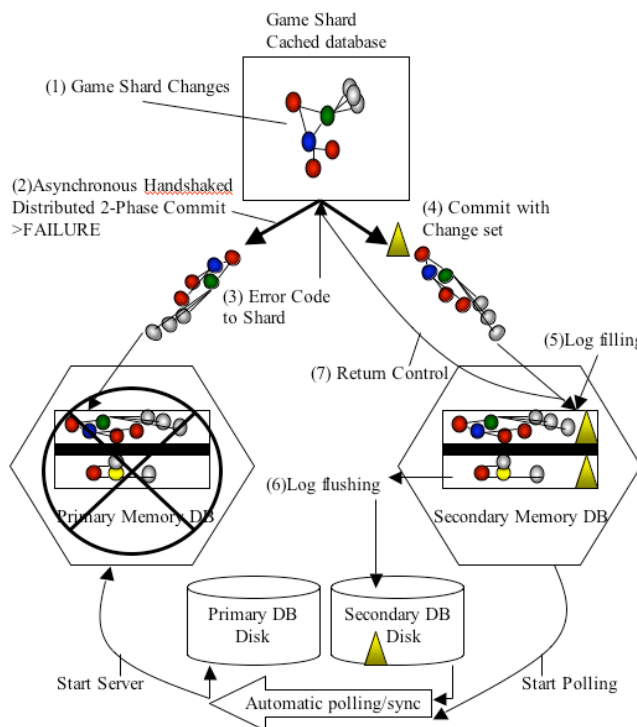 Game Shard
Cached database
(1) Game Shard Changes
(2)Asynchronous Handshaked
Distributed 2-Phase Commit
>FAILURE
(4) Commit with
Change set
(3) Error Code
to Shard
(5)Log filling
(7) Return Control
(6)Log flushing
Primary Memory DB
Secondary Memory DB
Primary DB
Disk
Secondary DB
Disk
Start Server
Automatic polling/sync
Start Polling